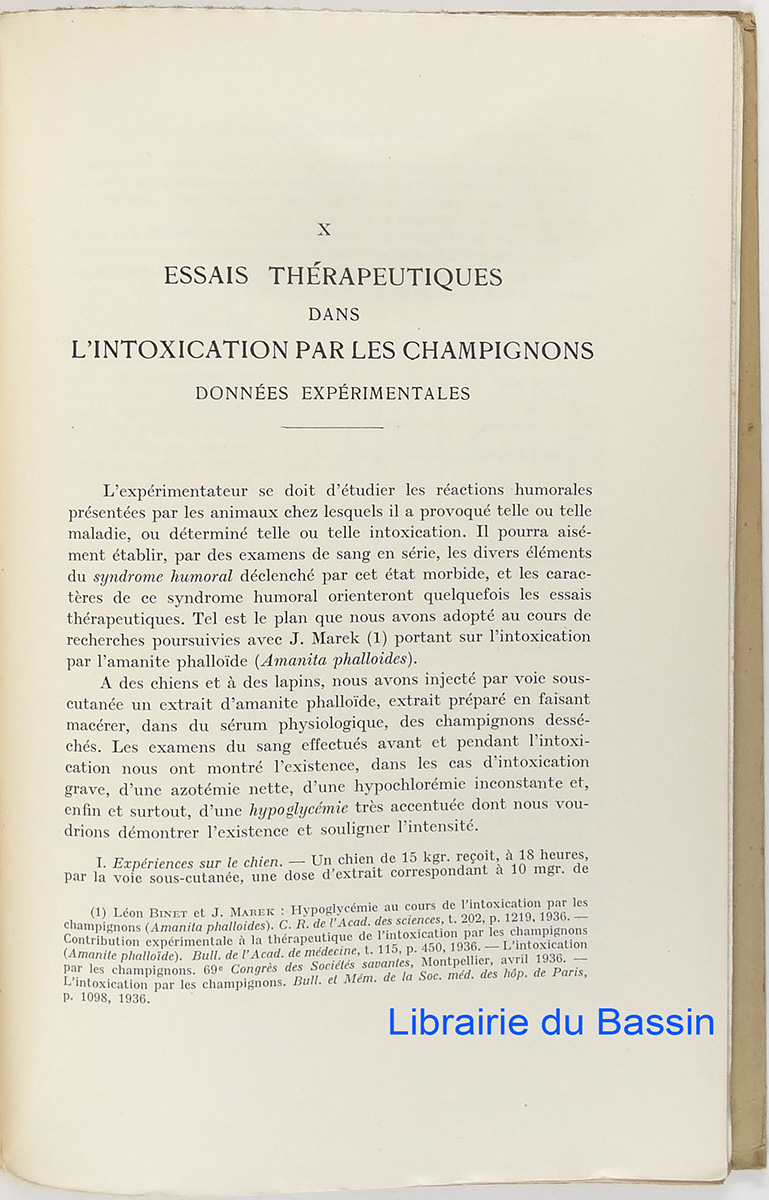 X
ESSAIS THÉRAPEUTIQUES
DANS
L'INTOXICATION PAR LES CHAMPIGNONS
DONNÉES EXPÉRIMENTALES
L'expérimentateur se doit d'étudier les réactions humorales
présentées par les animaux chez lesquels il a provoqué telle ou telle
maladie, ou déterminé telle ou telle intoxication. Il pourra aisé-
ment établir, par des examens de sang en série, les divers éléments
du syndrome humoral déclenché par cet état morbide, et les carac-
tères de ce syndrome humoral orienteront quelquefois les essais
thérapeutiques. Tel est le plan que nous avons adopté au cours de
recherches poursuivies avec J. Marek (1) portant sur l'intoxication
par l'amanite phalloïde (Amanita phalloides).
A des chiens et à des lapins, nous avons injecté par voie sous-
cutanée un extrait d'amanite phalloïde, extrait préparé en faisant
macérer, dans du sérum physiologique, des champignons dessé-
chés. Les examens du sang effectués avant et pendant l'intoxi-
cation nous ont montré l'existence, dans les cas d'intoxication
grave, d'une azotémie nette, d'une hypochlorémie inconstante et,
enfin et surtout, d'une hypoglycémie très accentuée dont nous vou-
drions démontrer l'existence et souligner l'intensité.
I. Expériences sur le chien. — Un chien de 15 kgr. reçoit, à 18 heures,
par la voie sous-cutanée, une dose d'extrait correspondant à 10 mgr. de
(1) Léon BINET et J. MAREK : Hypoglycémie au cours de l'intoxication par les
champignons (Amanita phalloides). C. R. de l'Acad. des sciences, t. 202, p. 1219, 1936. —
Contribution expérimentale à la thérapeutique de l'intoxication par les champignons
(Amanite phalloïde). Bull. de l'Acad. de médecine, t. 115, p. 450, 1936. — L'intoxication
par les champignons. 69e Congrès des Sociétés savantes, Montpellier, avril 1936. —
L'intoxication par les champignons. Bull. et Mém. de la Soc. méd. des hôp. de Paris,
p. 1098, 1936.
Librairie du Bassin